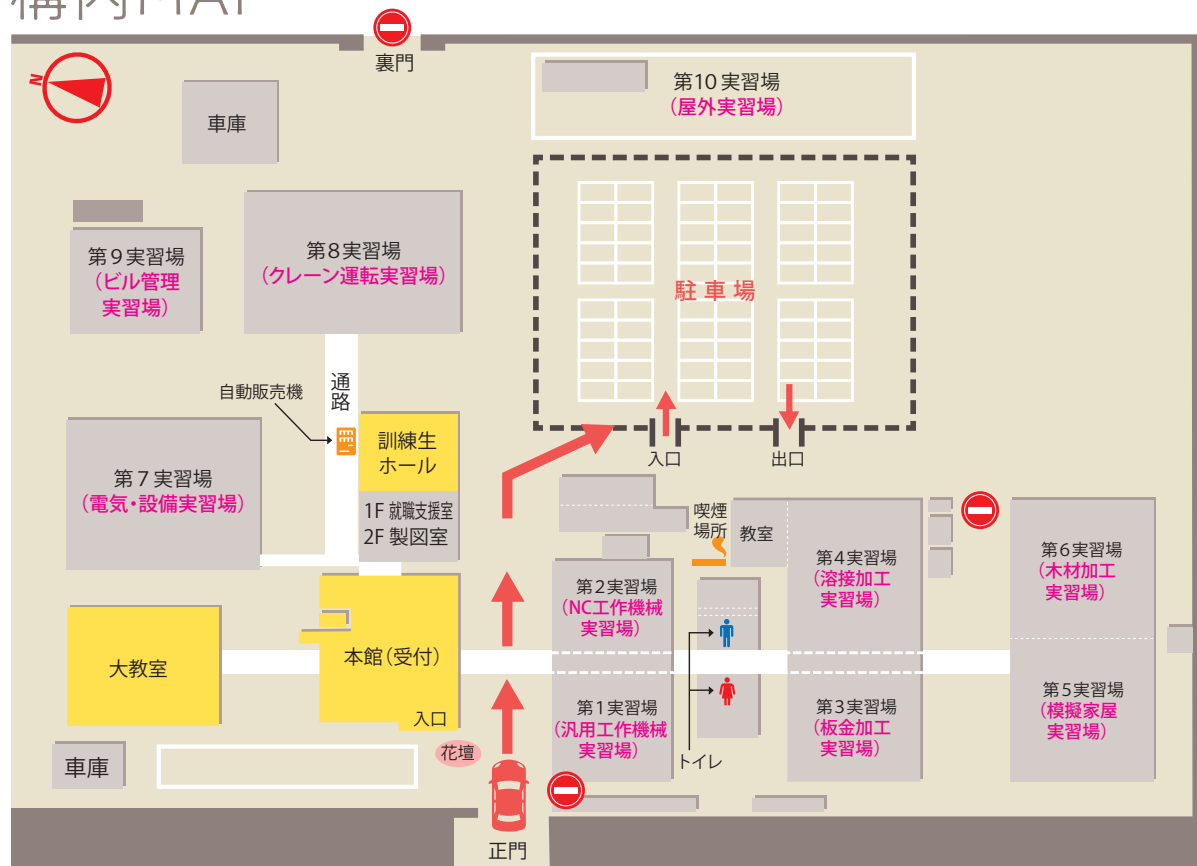 構内MAP
裏門
N
車庫
第10実習場
(屋外実習場)
第9実習場
(ビル管理
実習場)
第8実習場
(クレーン運転実習場)
駐車場
通路
自動販売機
訓練生
ホール
入口
出口
第7実習場
(電気・設備実習場)
1F 就職支援室
2F 製図室
喫煙
場所
教室
第4実習場
(溶接加工
実習場)
第6実習場
(木材加工
実習場)
第2実習場
(NC工作機械
実習場)
大教室
本館(受付)
入口
第1実習場
(汎用工作機械
実習場)
第3実習場
(板金加工
実習場)
第5実習場
(模擬家屋
実習場)
花壇
トイレ
車庫
正門